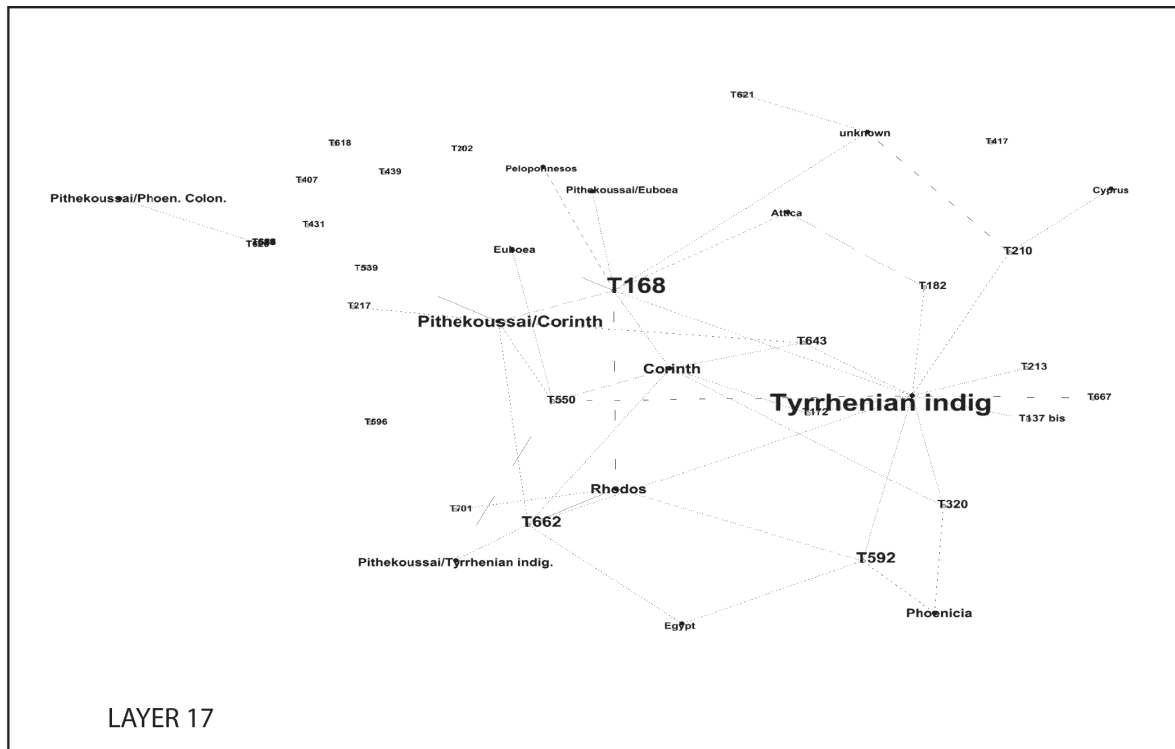 T621
unknown
T618
T202
T417
Peloponnesos
T439
T407
Pithekoussai/Euboea
Cyprus
Pithekoussai/Phoen. Colon.
Attica
T431
Euboea
T210
T539
T168
T182
T217
Pithekoussai/Corinth
T643
Corinth
T213
T550
Tyrrhenian indig
T667
T172
T137 bis
T596
Rhodos
T701
T320
T662
T592
Pithekoussai/Tyrrhenian indig.
Phoenicia
Egypt
LAYER 17